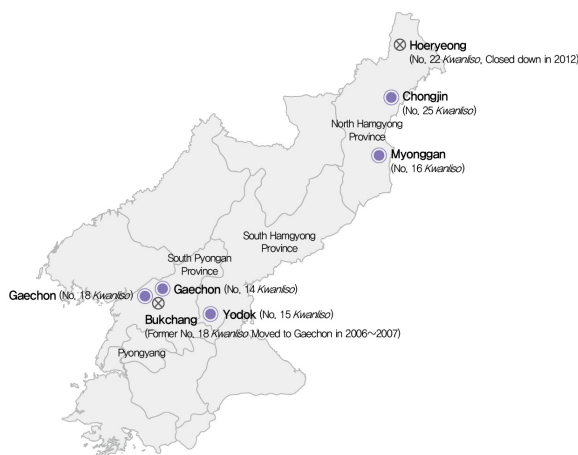 Hoeryeong
(No, 22 Kwanliso, Closed down in 2012)
Chongjin
(No, 25 Kwanliso)
North Hamgyong
Province
Myonggan
(No, 16 Kwanliso)
South Hamgyong
Province
South Pyongan
Province
Gaechon (No, 14 Kwanliso)
Gaechon (No, 18 Kwanliso)
Yodok (No, 15 Kwanliso)
Bukchang
(Former No, 18 Kwanliso Moved to Gaechon in 2006～2007)
Pyongyang